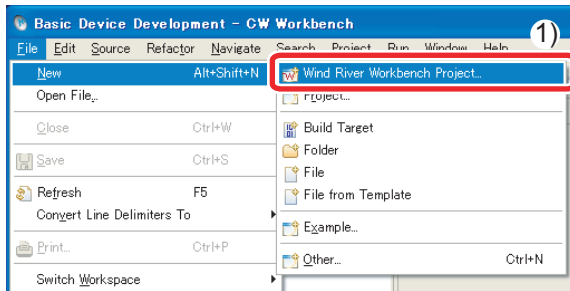 Basic Device Development - CW Workbench
File Edit Source Refactor Navigate Search Project Run Window Help
1)
New Alt+Shift+N
Wind River Workbench Project...
Open File...
Project...
Close Ctrl+W
Build Target
Folder
Save Ctrl+S
File
Refresh F5
File from Template
Convert Line Delimiters To
Example...
Print... Ctrl+P
Other... Ctrl+N
Switch Workspace